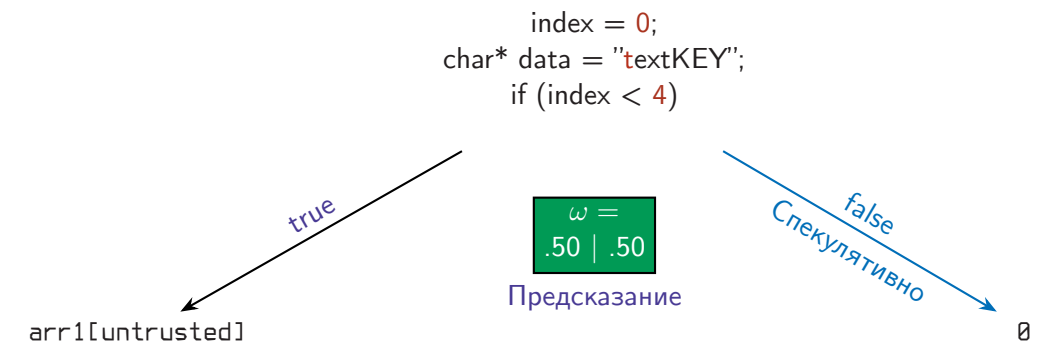 index = 0;
char* data = "textKEY";
if (index < 4)
true
false
Спекулятивно
ω =
.50 | .50
Предсказание
arr1[untrusted]
0